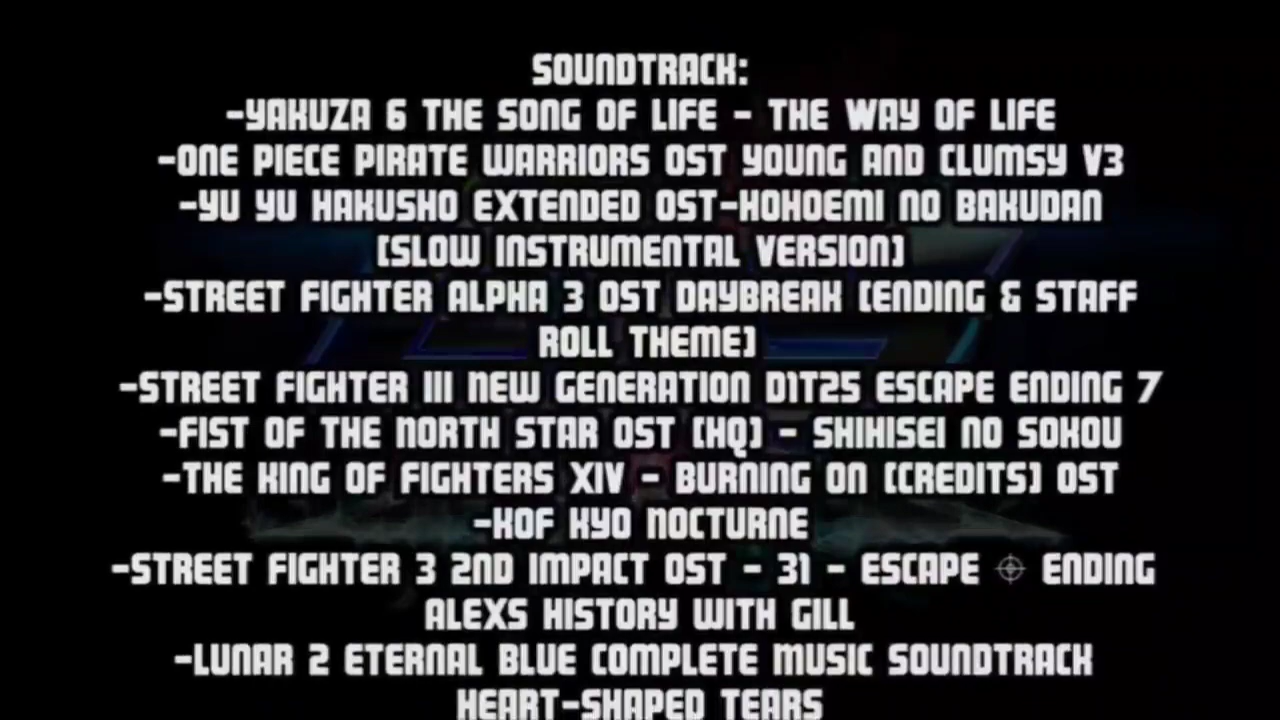 SOUNDTRACK:
-YAKUZA 6 THE SONG OF LIFE - THE WAY OF LIFE
-ONE PIECE PIRATE WARRIORS OST YOUNG AND CLUMSY V3
-YU YU HAKUSHO EXTENDED OST-HOHOEMI NO BAKUDAN
[SLOW INSTRUMENTAL VERSION]
-STREET FIGHTER ALPHA 3 OST DAYBREAK [ENDING & STAFF
ROLL THEME]
-STREET FIGHTER III NEW GENERATION D1T25 ESCAPE ENDING 7
-FIST OF THE NORTH STAR OST [HQ] - SHIHISEI NO SOKOU
-THE KING OF FIGHTERS XIV - BURNING ON [CREDITS] OST
-KOF KYO NOCTURNE
-STREET FIGHTER 3 2ND IMPACT OST - 31 - ESCAPE ⌖ ENDING
ALEXS HISTORY WITH GILL
-LUNAR 2 ETERNAL BLUE COMPLETE MUSIC SOUNDTRACK
HEART-SHAPED TEARS